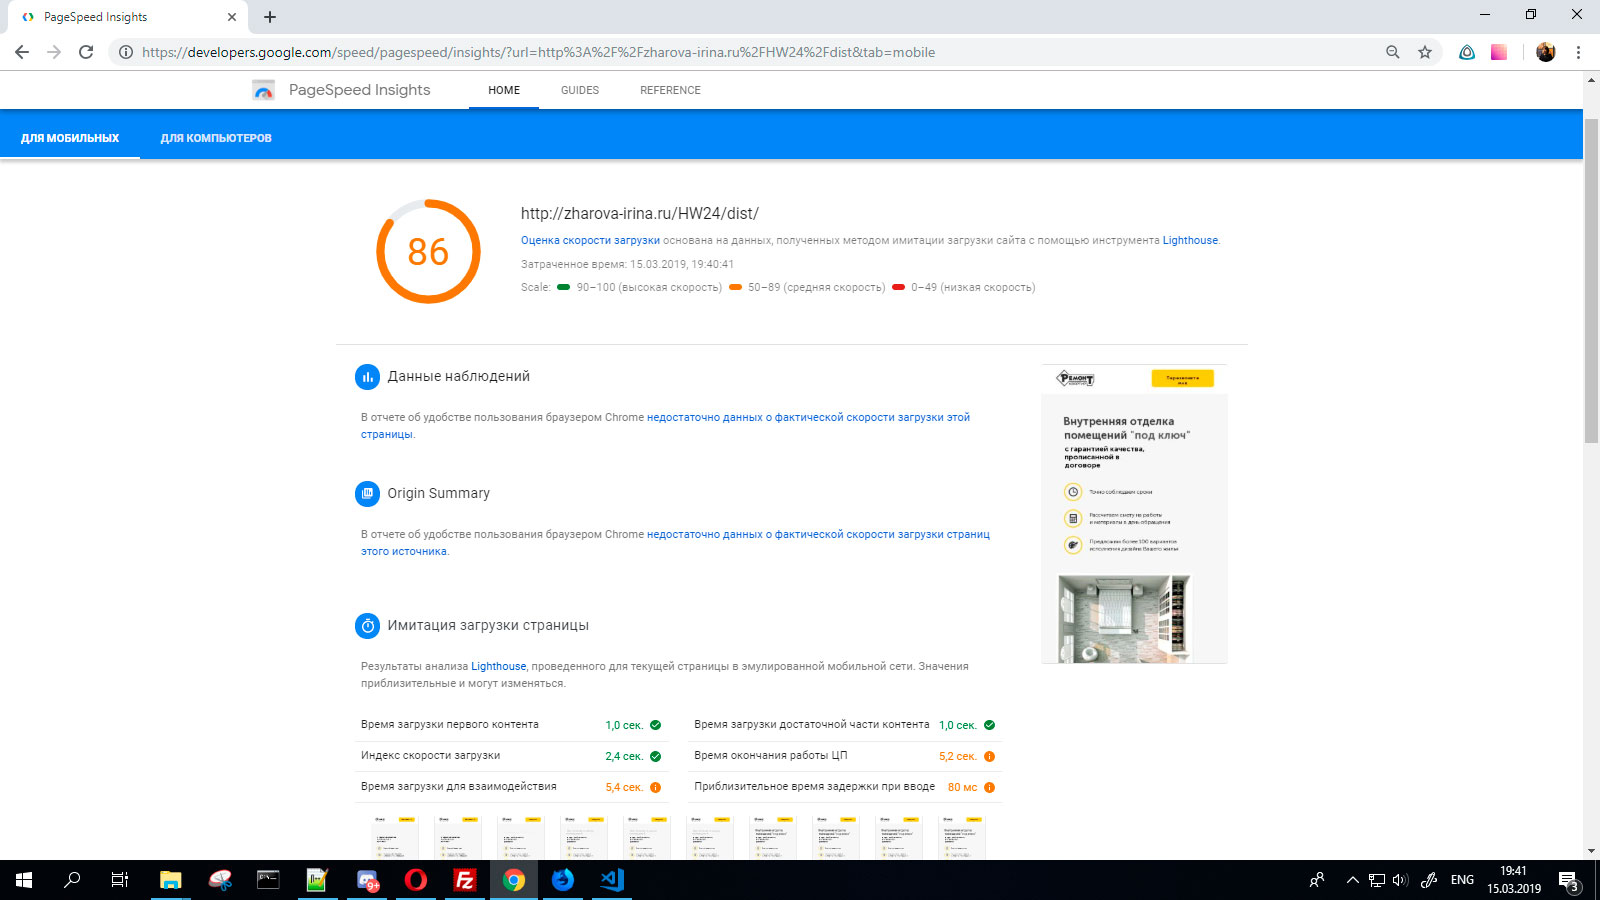 PageSpeed Insights
https://developers.google.com/speed/pagespeed/insights/?url=http%3A%2F%2Fzharova-irina.ru%2FHW24%2Fdist&tab=mobile
PageSpeed Insights HOME GUIDES REFERENCE
ДЛЯ МОБИЛЬНЫХ ДЛЯ КОМПЬЮТЕРОВ
86
http://zharova-irina.ru/HW24/dist/
Оценка скорости загрузки основана на данных, полученных методом имитации загрузки сайта с помощью инструмента Lighthouse.
Затраченное время: 15.03.2019, 19:40:41
Scale: 90–100 (высокая скорость) 50–89 (средняя скорость) 0–49 (низкая скорость)
Данные наблюдений
В отчете об удобстве пользования браузером Chrome недостаточно данных о фактической скорости загрузки этой
страницы.
Origin Summary
В отчете об удобстве пользования браузером Chrome недостаточно данных о фактической скорости загрузки страниц
этого источника.
Имитация загрузки страницы
Результаты анализа Lighthouse, проведенного для текущей страницы в эмулированной мобильной сети. Значения
приблизительные и могут изменяться.
Время загрузки первого контента 1,0 сек. Время загрузки достаточной части контента 1,0 сек.
Индекс скорости загрузки 2,4 сек. Время окончания работы ЦП 5,2 сек.
Время загрузки для взаимодействия 5,4 сек. Приблизительное время задержки при вводе 80 мс
Ремонт
Перезвоните
мне
Внутренняя отделка
помещений "под ключ"
с гарантией качества,
прописанной в
договоре
Точно соблюдаем сроки
Рассчитаем смету на работы
и материалы в день обращения
Предложим более 100 вариантов
исполнения дизайна Вашего жилья
9+
ENG
19:41
15.03.2019
3